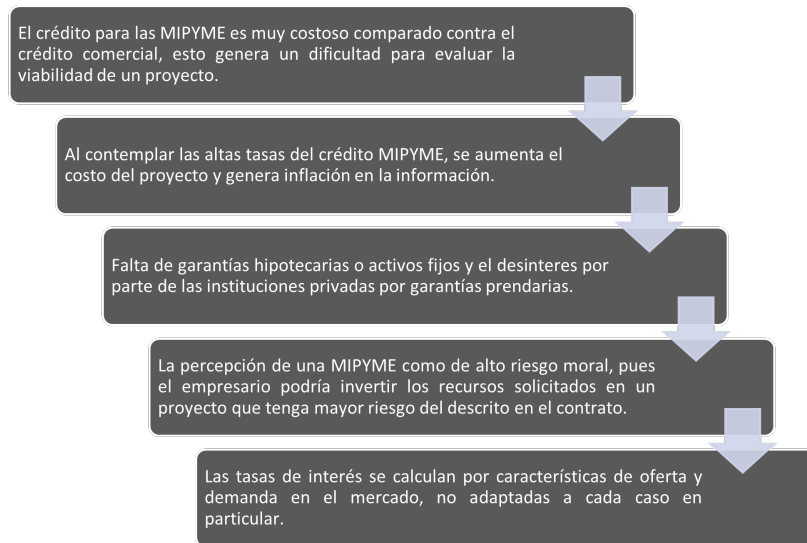 El crédito para las MIPYME es muy costoso comparado contra el
crédito comercial, esto genera un dificultad para evaluar la
viabilidad de un proyecto.
Al contemplar las altas tasas del crédito MIPYME, se aumenta el
costo del proyecto y genera inflación en la información.
Falta de garantías hipotecarias o activos fijos y el desinteres por
parte de las instituciones privadas por garantías prendarias.
La percepción de una MIPYME como de alto riesgo moral, pues
el empresario podría invertir los recursos solicitados en un
proyecto que tenga mayor riesgo del descrito en el contrato.
Las tasas de interés se calculan por características de oferta y
demanda en el mercado, no adaptadas a cada caso en
particular.